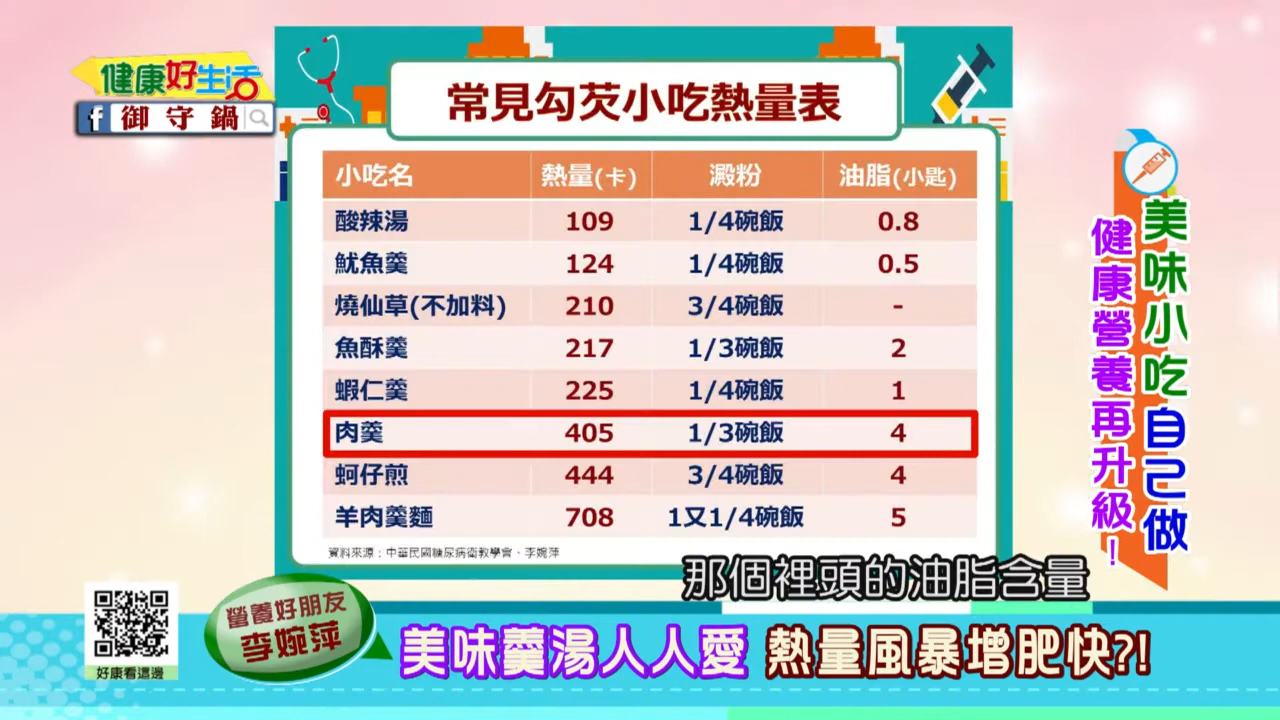 健康好生活
f 御守鍋
常見勾芡小吃熱量表
小吃名 熱量(卡) 澱粉 油脂(小匙)
酸辣湯 109 1/4碗飯 0.8
魷魚羹 124 1/4碗飯 0.5
燒仙草(不加料) 210 3/4碗飯 -
魚酥羹 217 1/3碗飯 2
蝦仁羹 225 1/4碗飯 1
肉羹 405 1/3碗飯 4
蚵仔煎 444 3/4碗飯 4
羊肉羹麵 708 1又1/4碗飯 5
資料來源：中華民國糖尿病衛教學會、李婉萍
美味小吃自己做
健康營養再升級！
那個裡頭的油脂含量
營養好朋友
李婉萍
美味羹湯人人愛 熱量風暴增肥快?!
好康看這邊